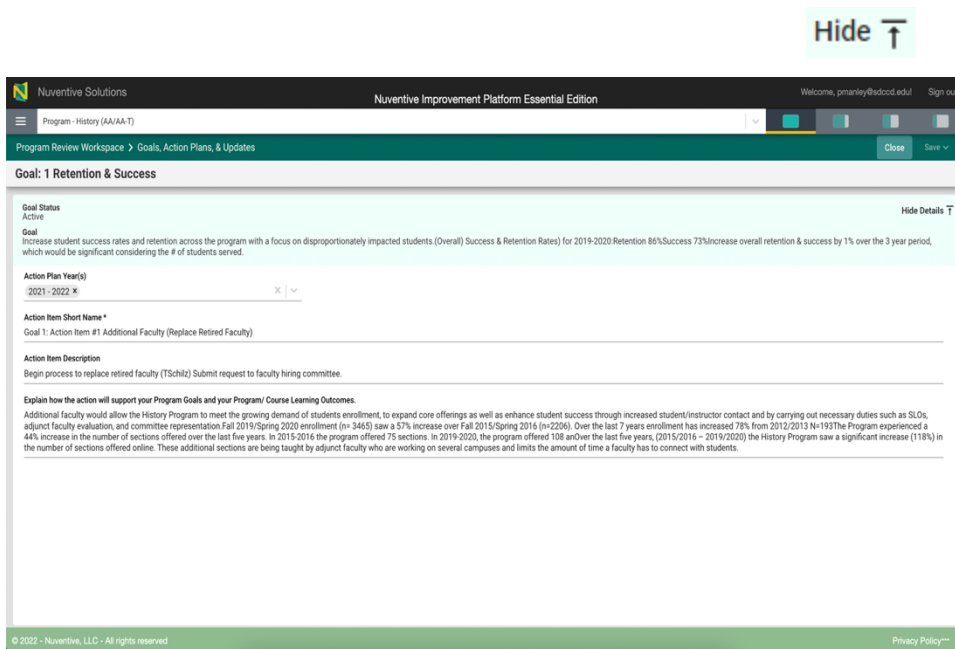 Hide
Nuventive Solutions
Nuventive Improvement Platform Essential Edition
Welcome, pmanley@sdccd.edu!
Sign ou
Program - History (AA/AA-T)
Program Review Workspace > Goals, Action Plans, & Updates
Close
Save
Goal: 1 Retention & Success
Goal Status
Active
Hide Details
Goal
Increase student success rates and retention across the program with a focus on disproportionately impacted students.(Overall) Success & Retention Rates) for 2019-2020:Retention 86%Success 73%Increase overall retention & success by 1% over the 3 year period,
which would be significant considering the # of students served.
Action Plan Year(s)
2021 - 2022 x
X
Action Item Short Name *
Goal 1: Action Item #1 Additional Faculty (Replace Retired Faculty)
Action Item Description
Begin process to replace retired faculty (TSchilz) Submit request to faculty hiring committee.
Explain how the action will support your Program Goals and your Program/ Course Learning Outcomes.
Additional faculty would allow the History Program to meet the growing demand of students enrollment, to expand core offerings as well as enhance student success through increased student/instructor contact and by carrying out necessary duties such as SLOs,
adjunct faculty evaluation, and committee representation.Fall 2019/Spring 2020 enrollment (n= 3465) saw a 57% increase over Fall 2015/Spring 2016 (n=2206). Over the last 7 years enrollment has increased 78% from 2012/2013 N=193The Program experienced a
44% increase in the number of sections offered over the last five years. In 2015-2016 the program offered 75 sections. In 2019-2020, the program offered 108 anOver the last five years, (2015/2016 – 2019/2020) the History Program saw a significant increase (118%) in
the number of sections offered online. These additional sections are being taught by adjunct faculty who are working on several campuses and limits the amount of time a faculty has to connect with students.
© 2022 - Nuventive, LLC - All rights reserved
Privacy Policy